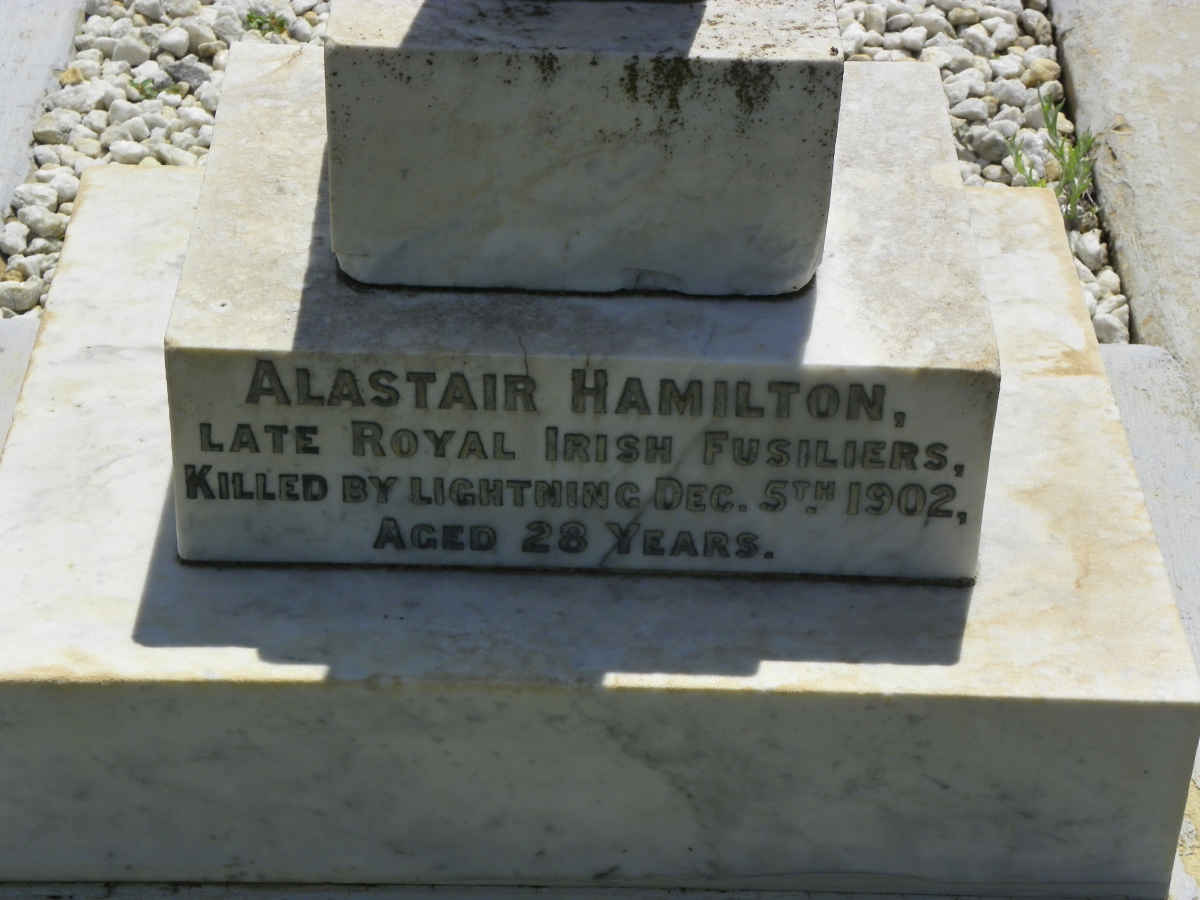 ALASTAIR HAMILTON,
LATE ROYAL IRISH FUSILIERS,
KILLED BY LIGHTNING DEC. 5TH 1902,
AGED 28 YEARS.